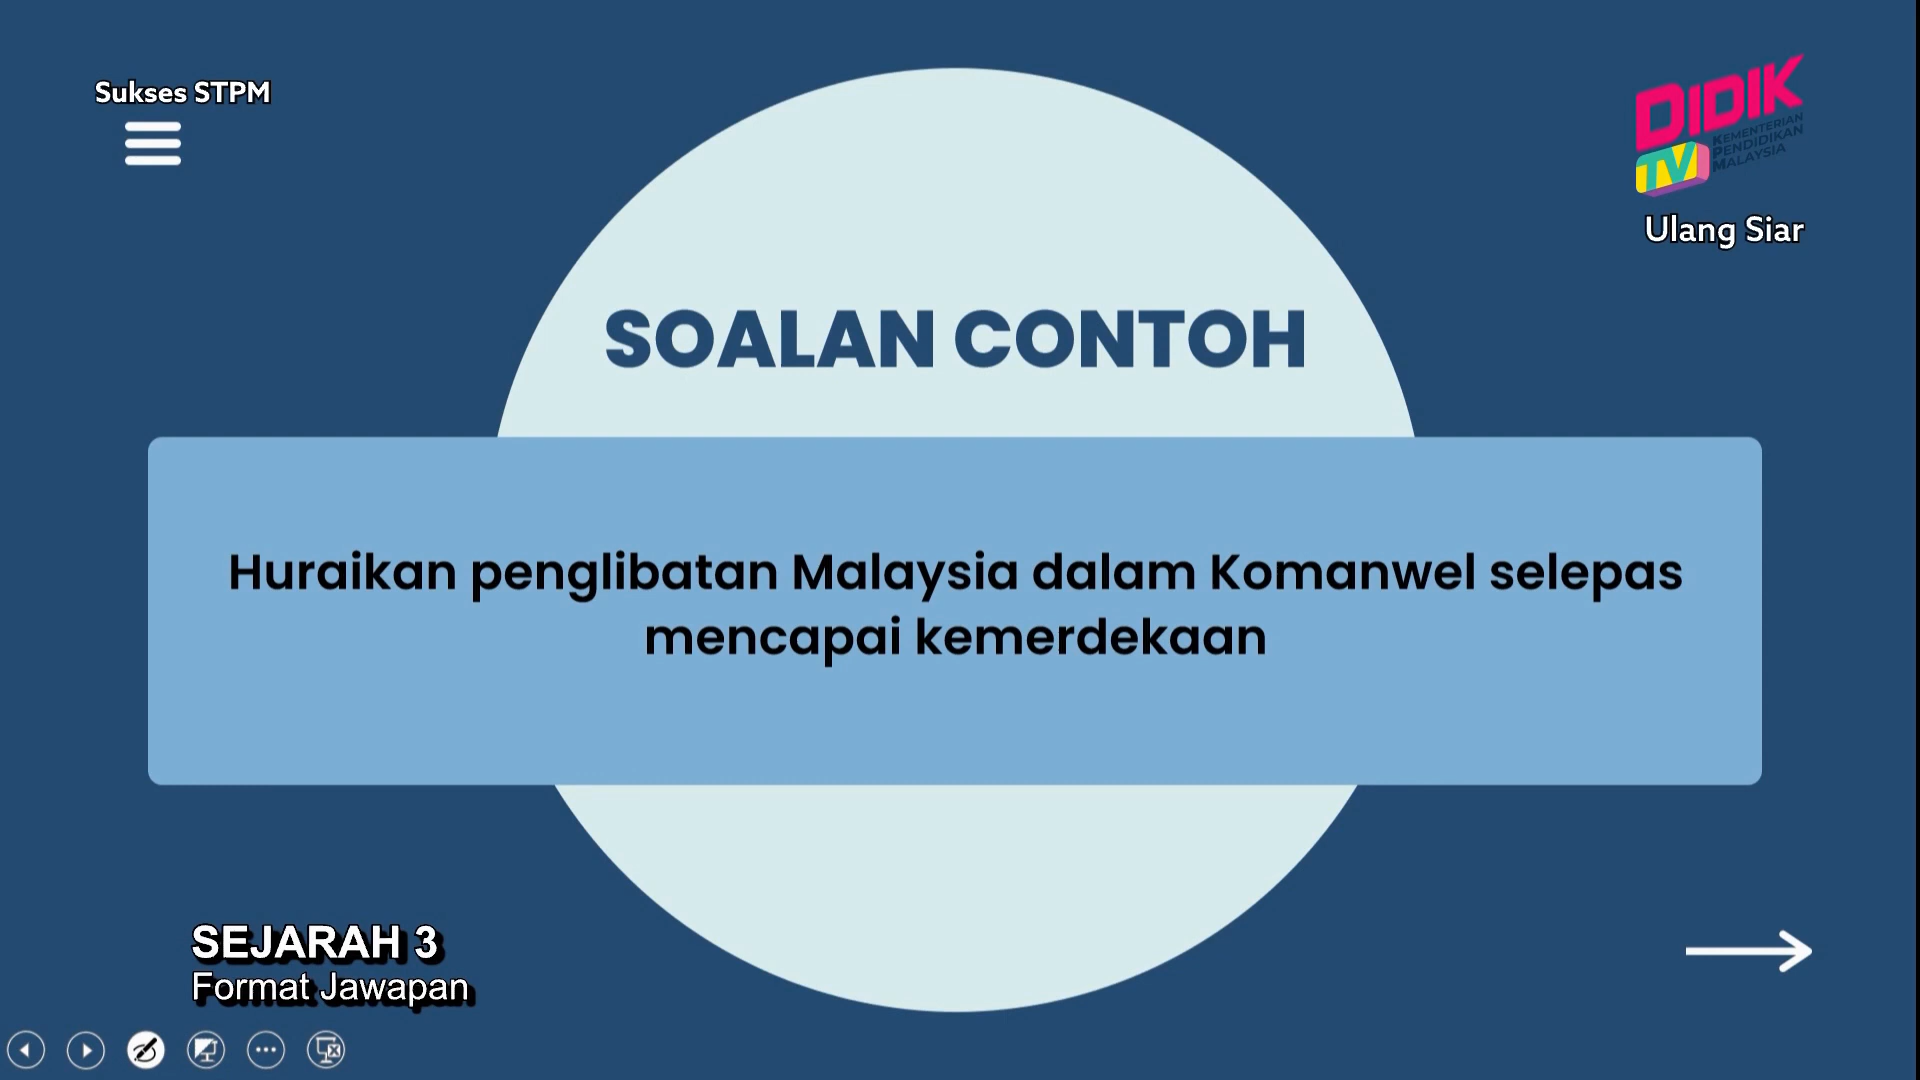 Sukses STPM
DIDIK
TV
KEMENTERIAN
PENDIDIKAN
MALAYSIA
Ulang Siar
SOALAN CONTOH
Huraikan penglibatan Malaysia dalam Komanwel selepas
mencapai kemerdekaan
SEJARAH 3
Format Jawapan